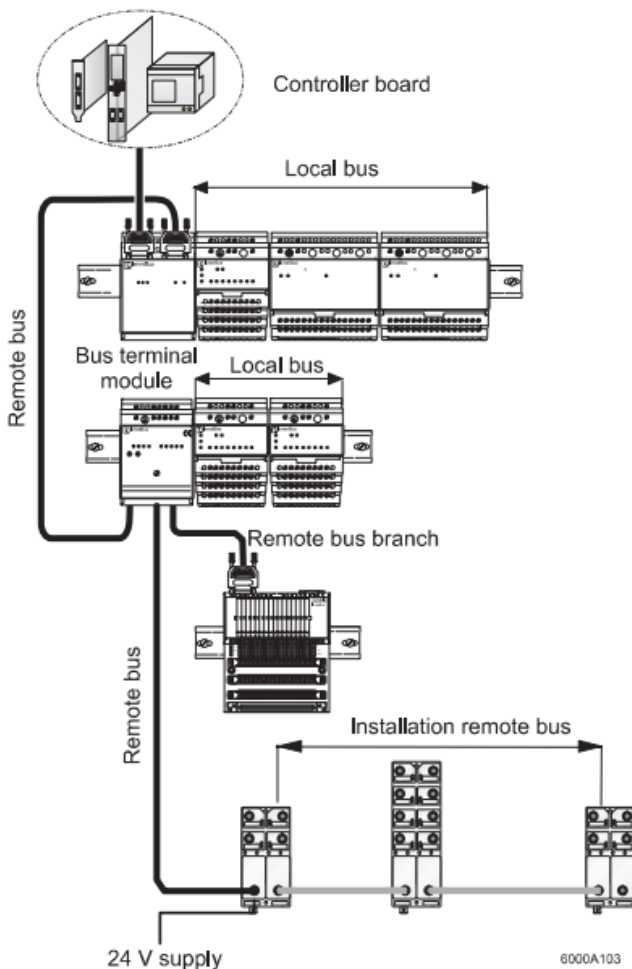 Controller board
Local bus
Remote bus
Bus terminal
module
Local bus
Remote bus branch
Remote bus
Installation remote bus
24 V supply
6000A103